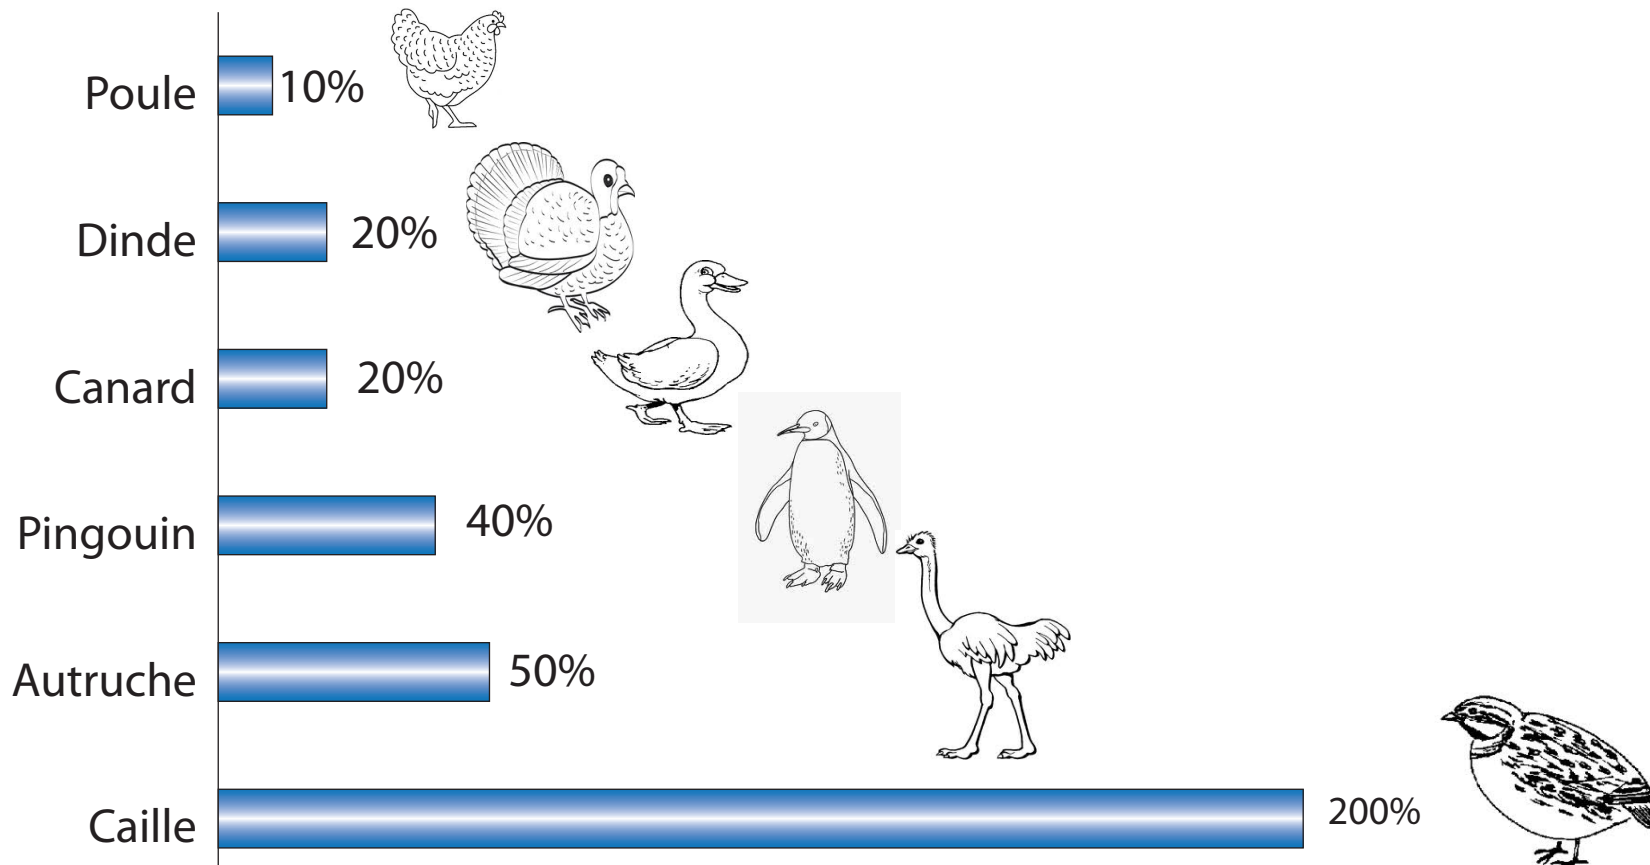 Poule 10%
Dinde 20%
Canard 20%
Pingouin 40%
Autruche 50%
Caille 200%